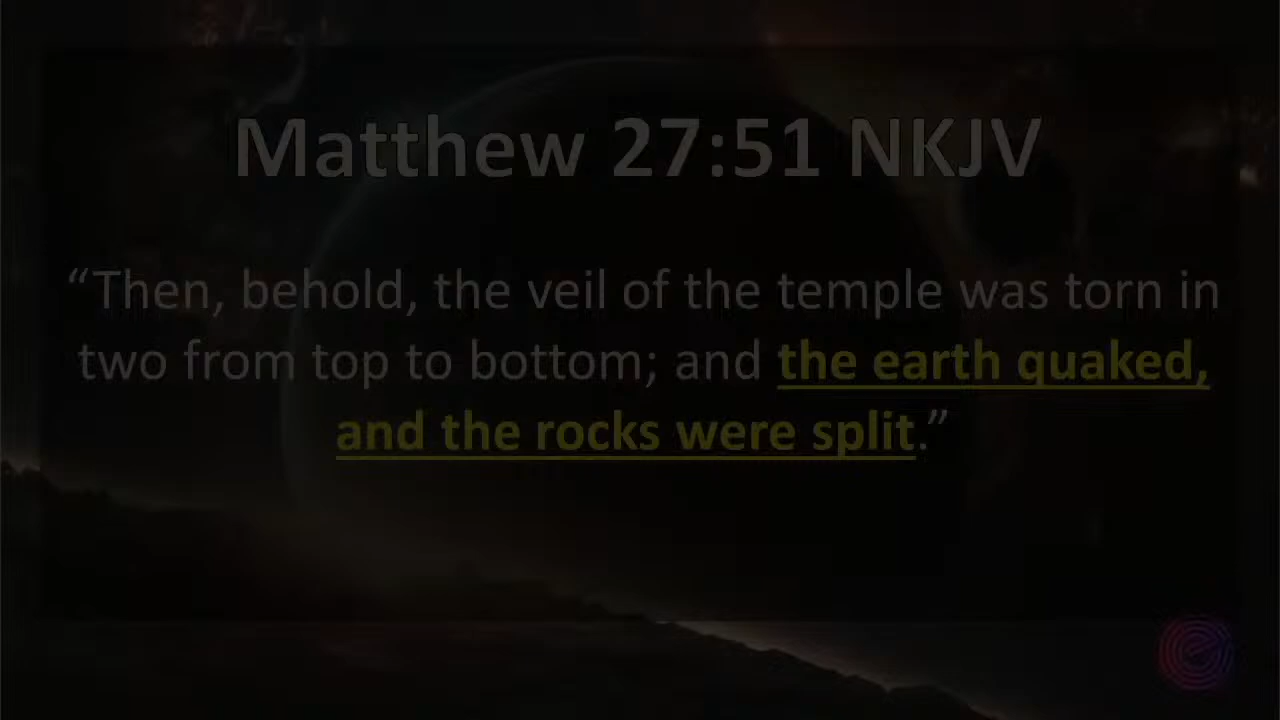 Matthew 27:51 NKJV
“Then, behold, the veil of the temple was torn in
two from top to bottom; and the earth quaked,
and the rocks were split.”